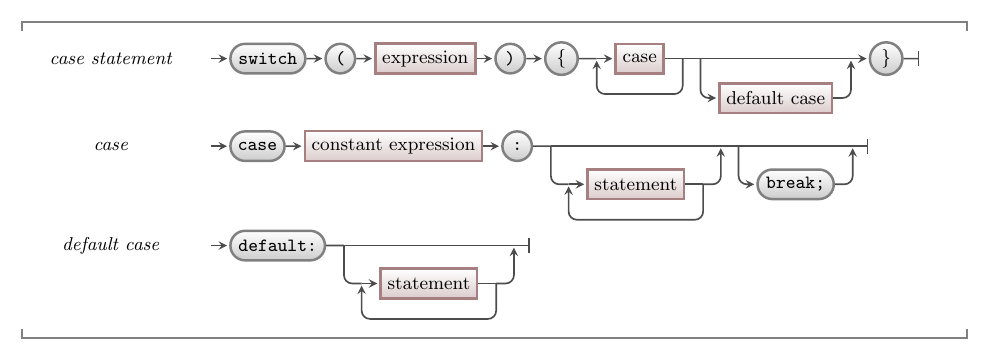 case statement switch ( expression ) { case }
default case
case case constant expression :
statement break;
default case default:
statement